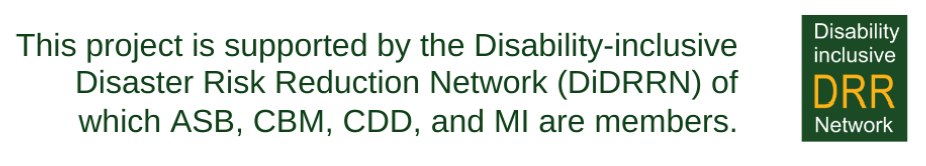 This project is supported by the Disability-inclusive
Disaster Risk Reduction Network (DiDRRN) of
which ASB, CBM, CDD, and MI are members.
Disability
inclusive
DRR
Network